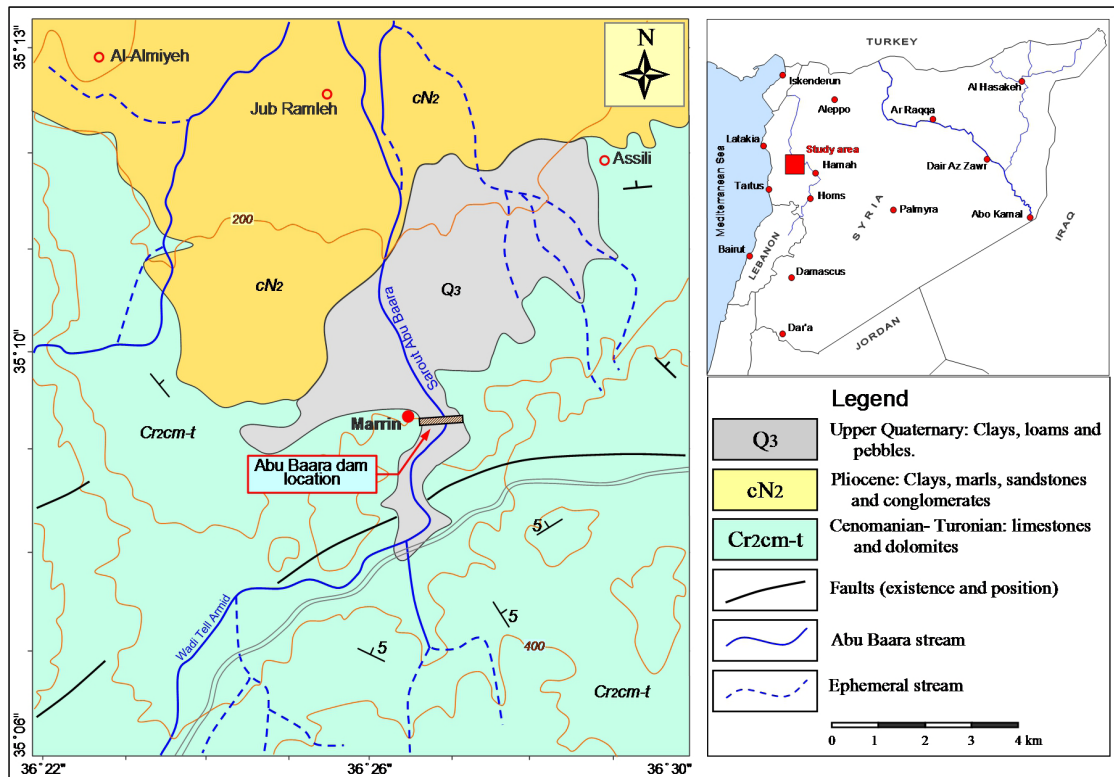 35°13"
35°10"
35°06"
36°22"
36°26"
36°30"
N
Al-Almiyeh
Jub Ramleh
cN2
Assili
200
cN2
Q3
Sarout Abu Baara
Cr2cm-t
Marrin
Abu Baara dam
location
5
5
5
400
Wadi Tell Armid
Cr2cm-t
TURKEY
Iskenderun
Aleppo
Al Hasakeh
Ar Raqqa
Latakia
Study area
Hamah
Dair Az Zawr
Tartus
Homs
Palmyra
Abo Kamal
Mediterranean Sea
SYRIA
IRAQ
Bairut
LEBANON
Damascus
Dar'a
JORDAN
Legend
Q3
Upper Quaternary: Clays, loams and
pebbles.
cN2
Pliocene: Clays, marls, sandstones
and conglomerates
Cr2cm-t
Cenomanian- Turonian: limestones
and dolomites
Faults (existence and position)
Abu Baara stream
Ephemeral stream
0 1 2 3 4 km